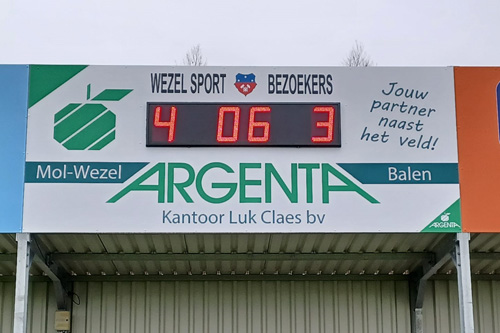 WEZEL SPORT BEZOEKERS
4 06 3
Jouw
partner
naast
het veld!
Mol-Wezel ARGENTA Balen
Kantoor Luk Claes bv
ARGENTA